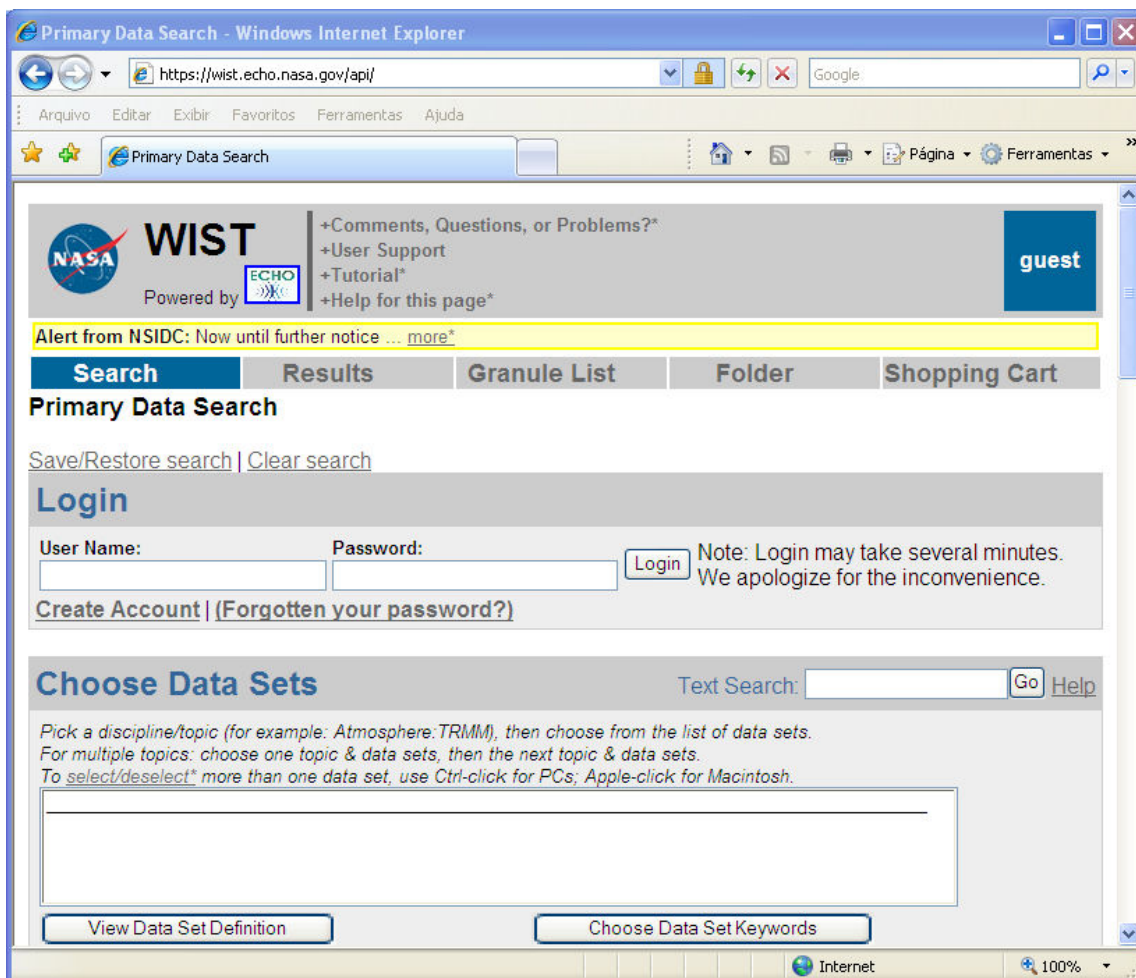 Primary Data Search - Windows Internet Explorer
https://wist.echo.nasa.gov/api/
Google
Arquivo Editar Exibir Favoritos Ferramentas Ajuda
Primary Data Search
Página Ferramentas »
NASA
WIST
Powered by ECHO
+Comments, Questions, or Problems?*
+User Support
+Tutorial*
+Help for this page*
guest
Alert from NSIDC: Now until further notice ... more*
Search Results Granule List Folder Shopping Cart
Primary Data Search
Save/Restore search | Clear search
Login
User Name: Password:
Login
Note: Login may take several minutes.
We apologize for the inconvenience.
Create Account | (Forgotten your password?)
Choose Data Sets Text Search: Go Help
Pick a discipline/topic (for example: Atmosphere:TRMM), then choose from the list of data sets.
For multiple topics: choose one topic & data sets, then the next topic & data sets.
To select/deselect* more than one data set, use Ctrl-click for PCs; Apple-click for Macintosh.
View Data Set Definition Choose Data Set Keywords
Internet 100%